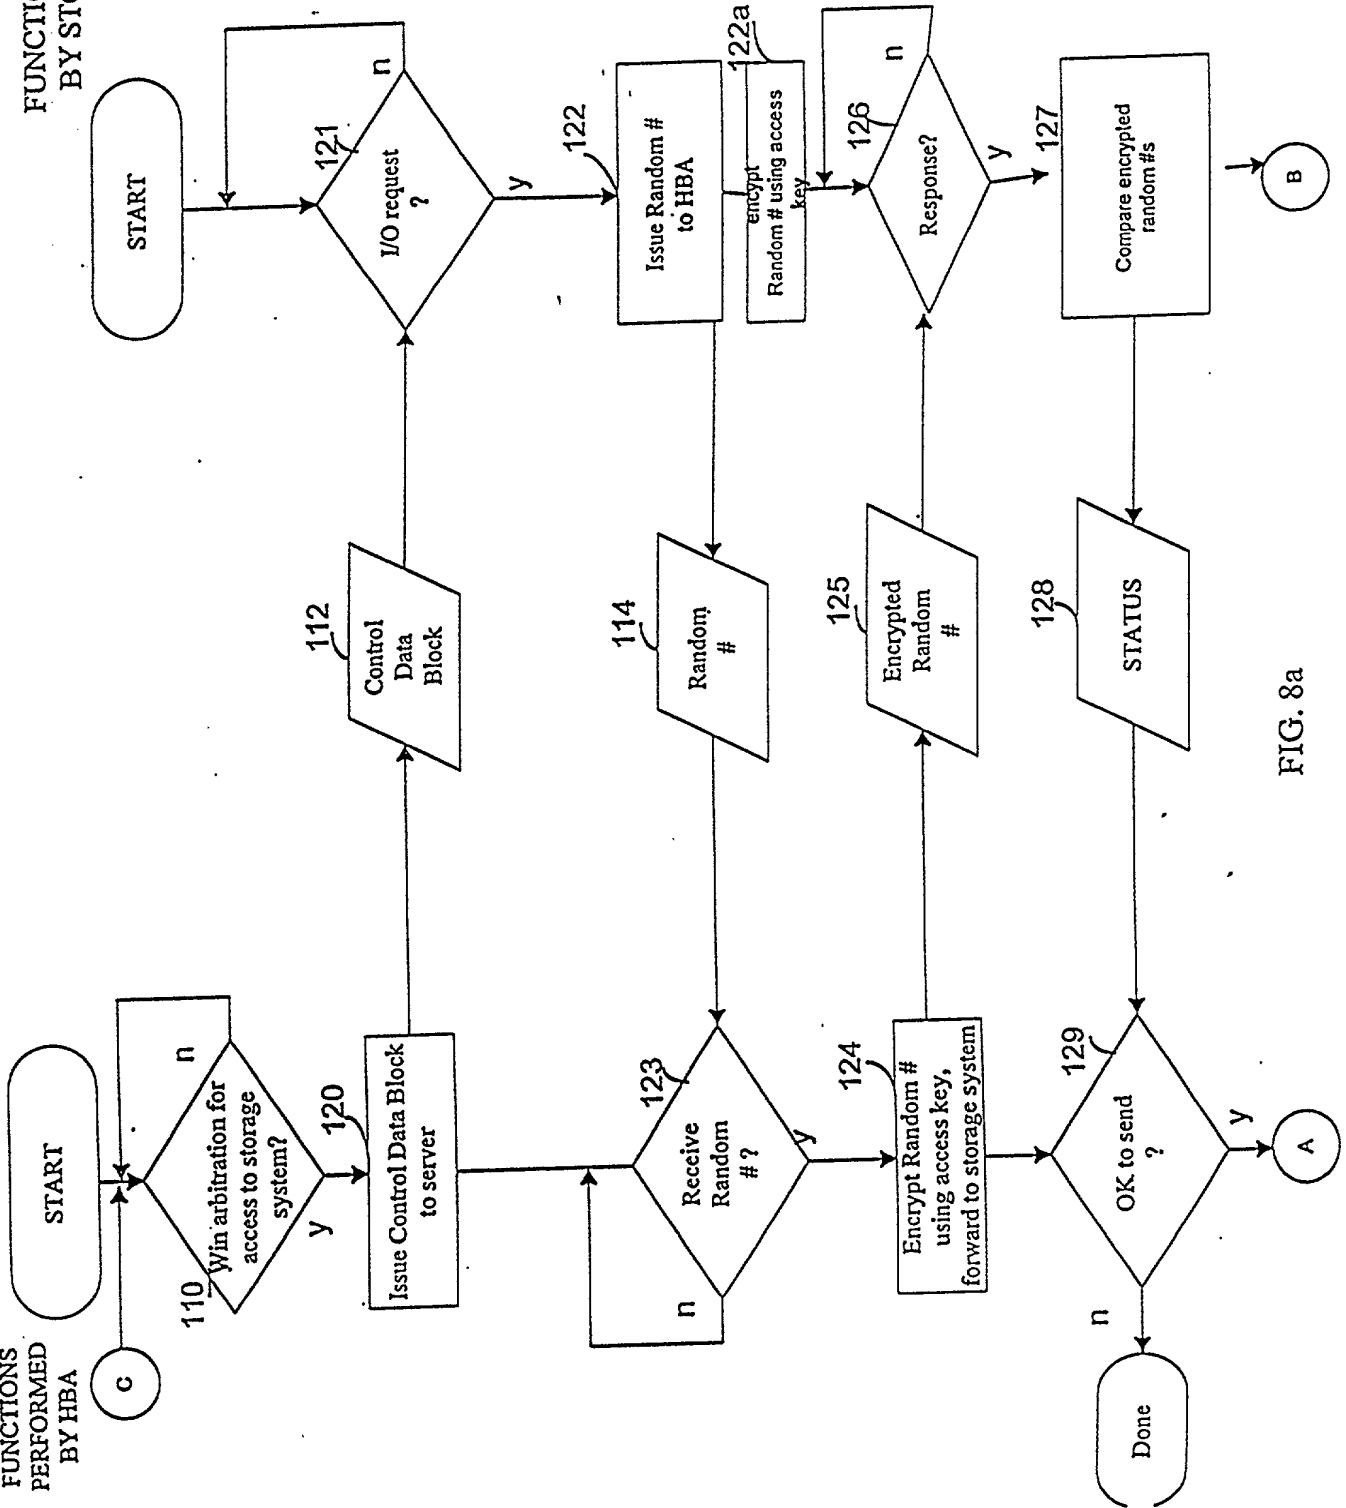 FUNCTIONS
PERFORMED
BY HBA
C
START
110
Win arbitration for
access to storage
system?
n
y
120
Issue Control Data Block
to server
123
Receive
Random
# ?
n
y
124
Encrypt Random #
using access key,
forward to storage system
129
OK to send
?
n
y
Done
A
112
Control
Data
Block
114
Random
#
125
Encrypted
Random
#
128
STATUS
BY
START
121
I/O request
?
n
y
122
Issue Random #
to HBA
122a
encrypt
Random # using access
key
126
Response?
n
y
127
Compare encrypted
random #s
B
FIG. 8a